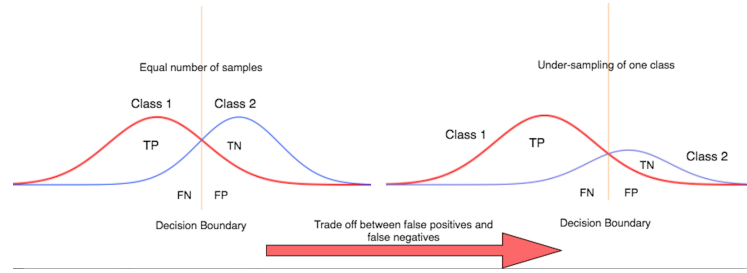 Equal number of samples
Class 1
Class 2
TP
TN
FN
FP
Decision Boundary
Under-sampling of one class
Class 1
TP
Class 2
TN
FN
FP
Decision Boundary
Trade off between false positives and
false negatives